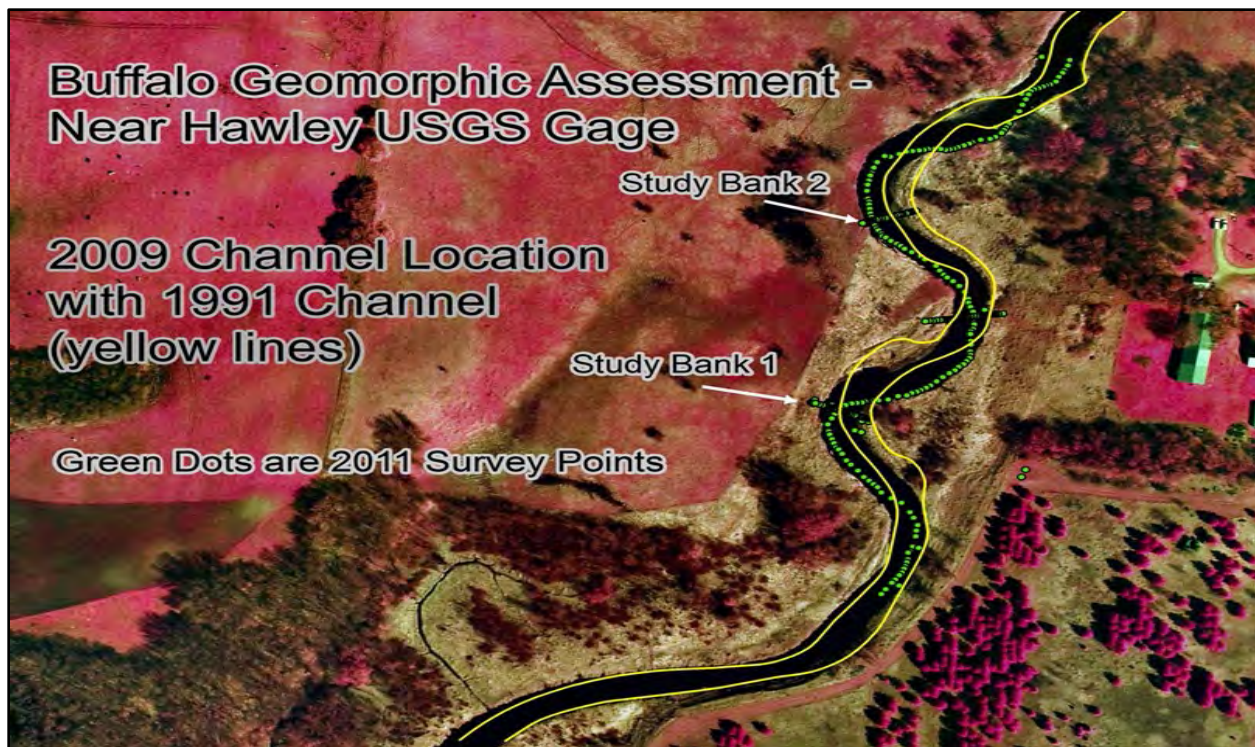 Buffalo Geomorphic Assessment -
Near Hawley USGS Gage
Study Bank 2
2009 Channel Location
with 1991 Channel
(yellow lines)
Study Bank 1
Green Dots are 2011 Survey Points